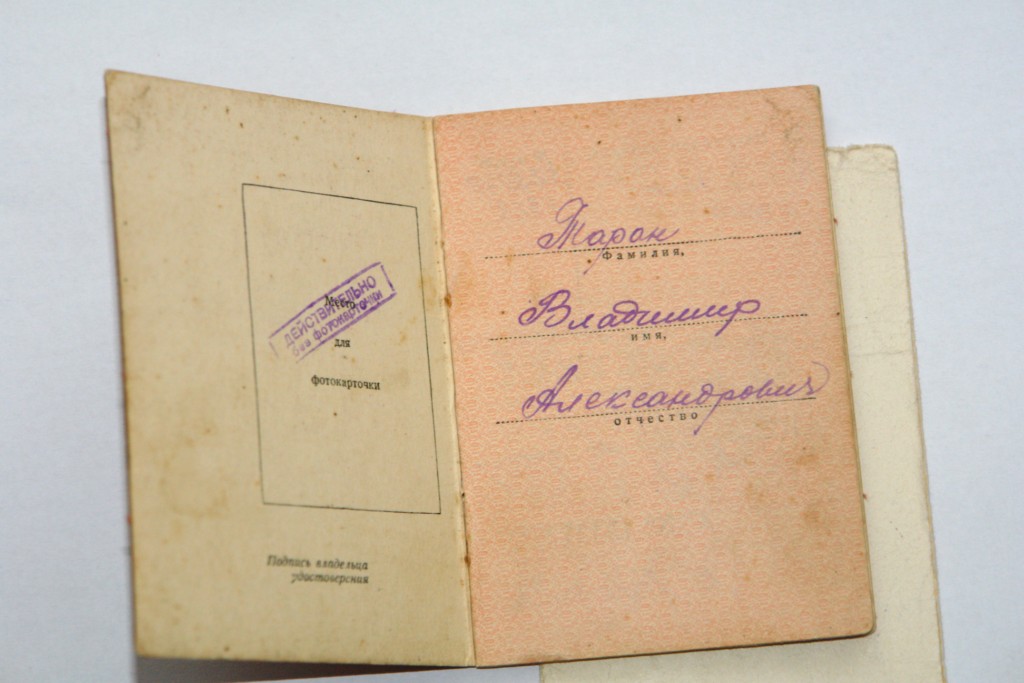 Место
ДЕЙСТВИТЕЛЬНО
без фотокарточки
для
фотокарточки
Подпись владельца
удостоверения
Таран
Фамилия,
Владимир
имя,
Александрович
отчество